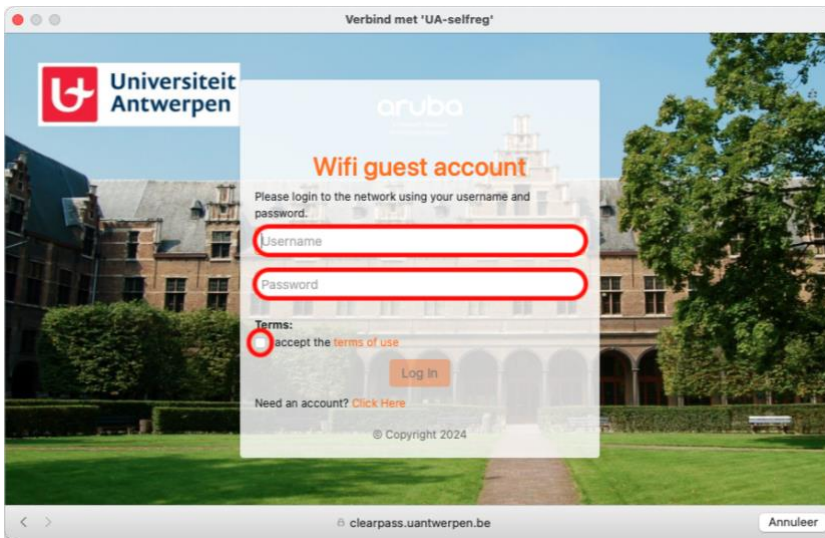 Verbind met 'UA-selfreg'
Universiteit
Antwerpen
aruba
Wifi guest account
Please login to the network using your username and
password.
Username
Password
Terms:
accept the terms of use
Log In
Need an account? Click Here
© Copyright 2024
clearpass.uantwerpen.be
Annuleer